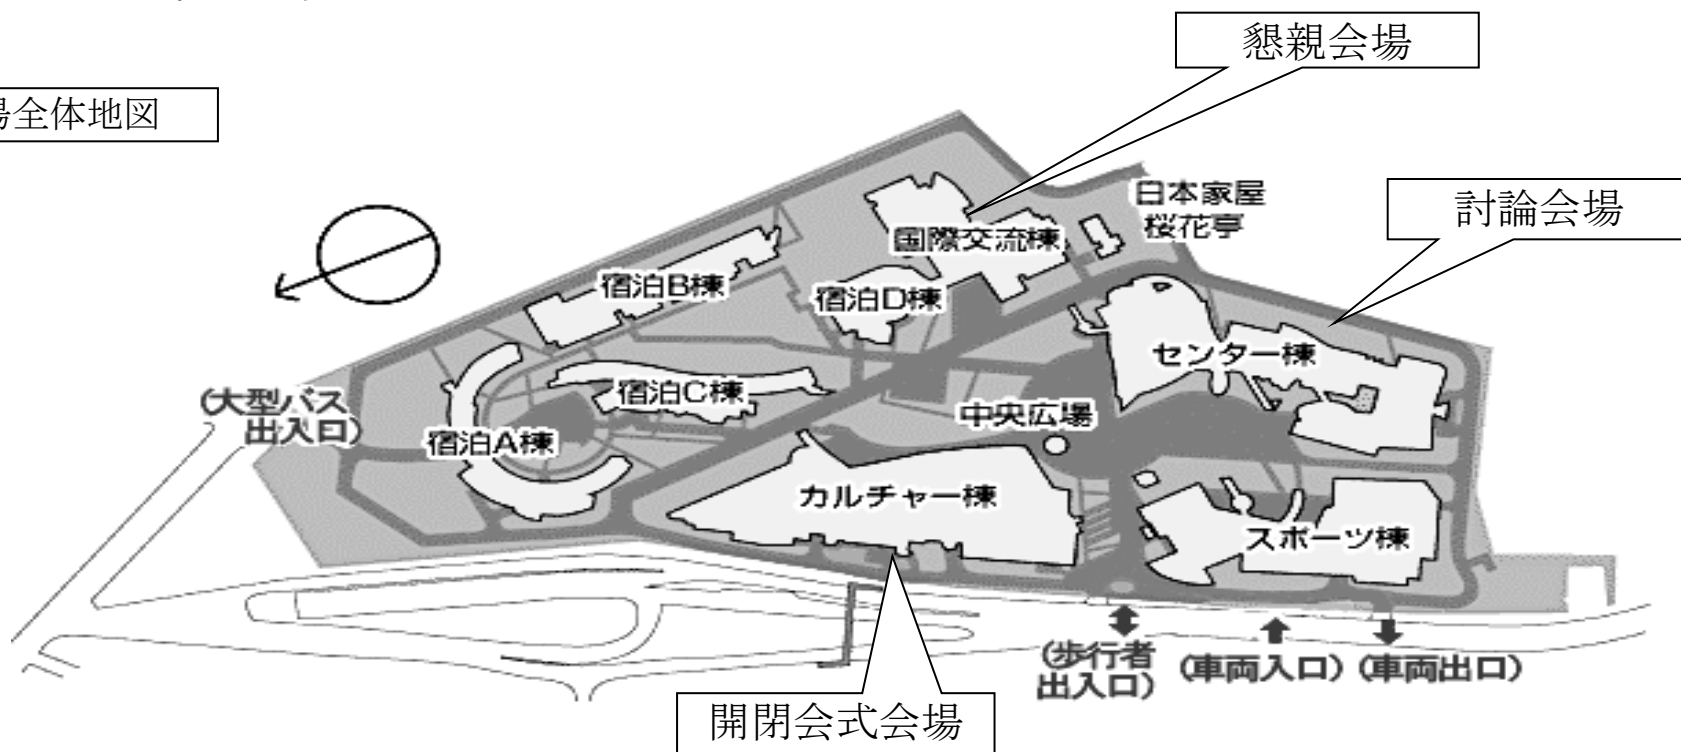 懇親会場
場全体地図
日本家屋
桜花亭
討論会場
国際交流棟
宿泊B棟
宿泊D棟
センター棟
宿泊C棟
(大型バス
出入口)
中央広場
宿泊A棟
カルチャー棟
スポーツ棟
(歩行者
出入口)
(車両入口)
(車両出口)
開閉会式会場